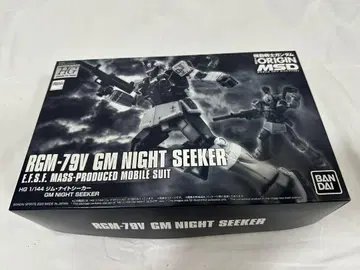 機動戦士ガンダム
THE ORIGIN
MSD
RGM-79V GM NIGHT SEEKER
E.F.S.F. MASS-PRODUCED MOBILE SUIT
HG 1/144 ジム・ナイトシーカー
GM NIGHT SEEKER
BAN
DAI
RGM-79V GM NIGHT SEEKER